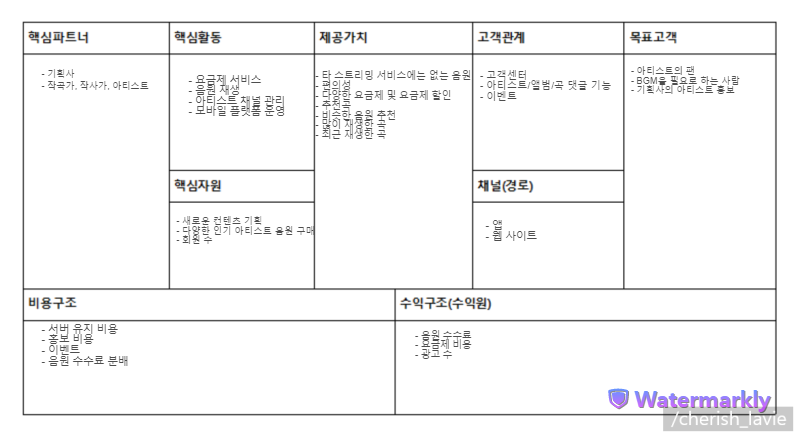 핵심파트너
- 기획사
- 작곡가, 작사가, 아티스트
핵심활동
- 요금제 서비스
- 음원 재생
- 아티스트 채널 관리
- 모바일 플랫폼 운영
핵심자원
- 새로운 컨텐츠 기획
- 다양한 인기 아티스트 음원 구매
- 회원 수
제공가치
- 타 스트리밍 서비스에는 없는 음원
- 편의성
- 다양한 요금제 및 요금제 할인
- 추천곡
- 비슷한 음원 추천
- 많이 재생한 곡
- 최근 재생한 곡
고객관계
- 고객센터
- 아티스트/앨범/곡 댓글 기능
- 이벤트
채널(경로)
- 앱
- 웹 사이트
목표고객
- 아티스트의 팬
- BGM을 필요로 하는 사람
- 기획사의 아티스트 홍보
비용구조
- 서버 유지 비용
- 홍보 비용
- 이벤트
- 음원 수수료 분배
수익구조(수익원)
- 음원 수수료
- 요금제 비용
- 광고 수
Watermarkly
/cherish_lavie